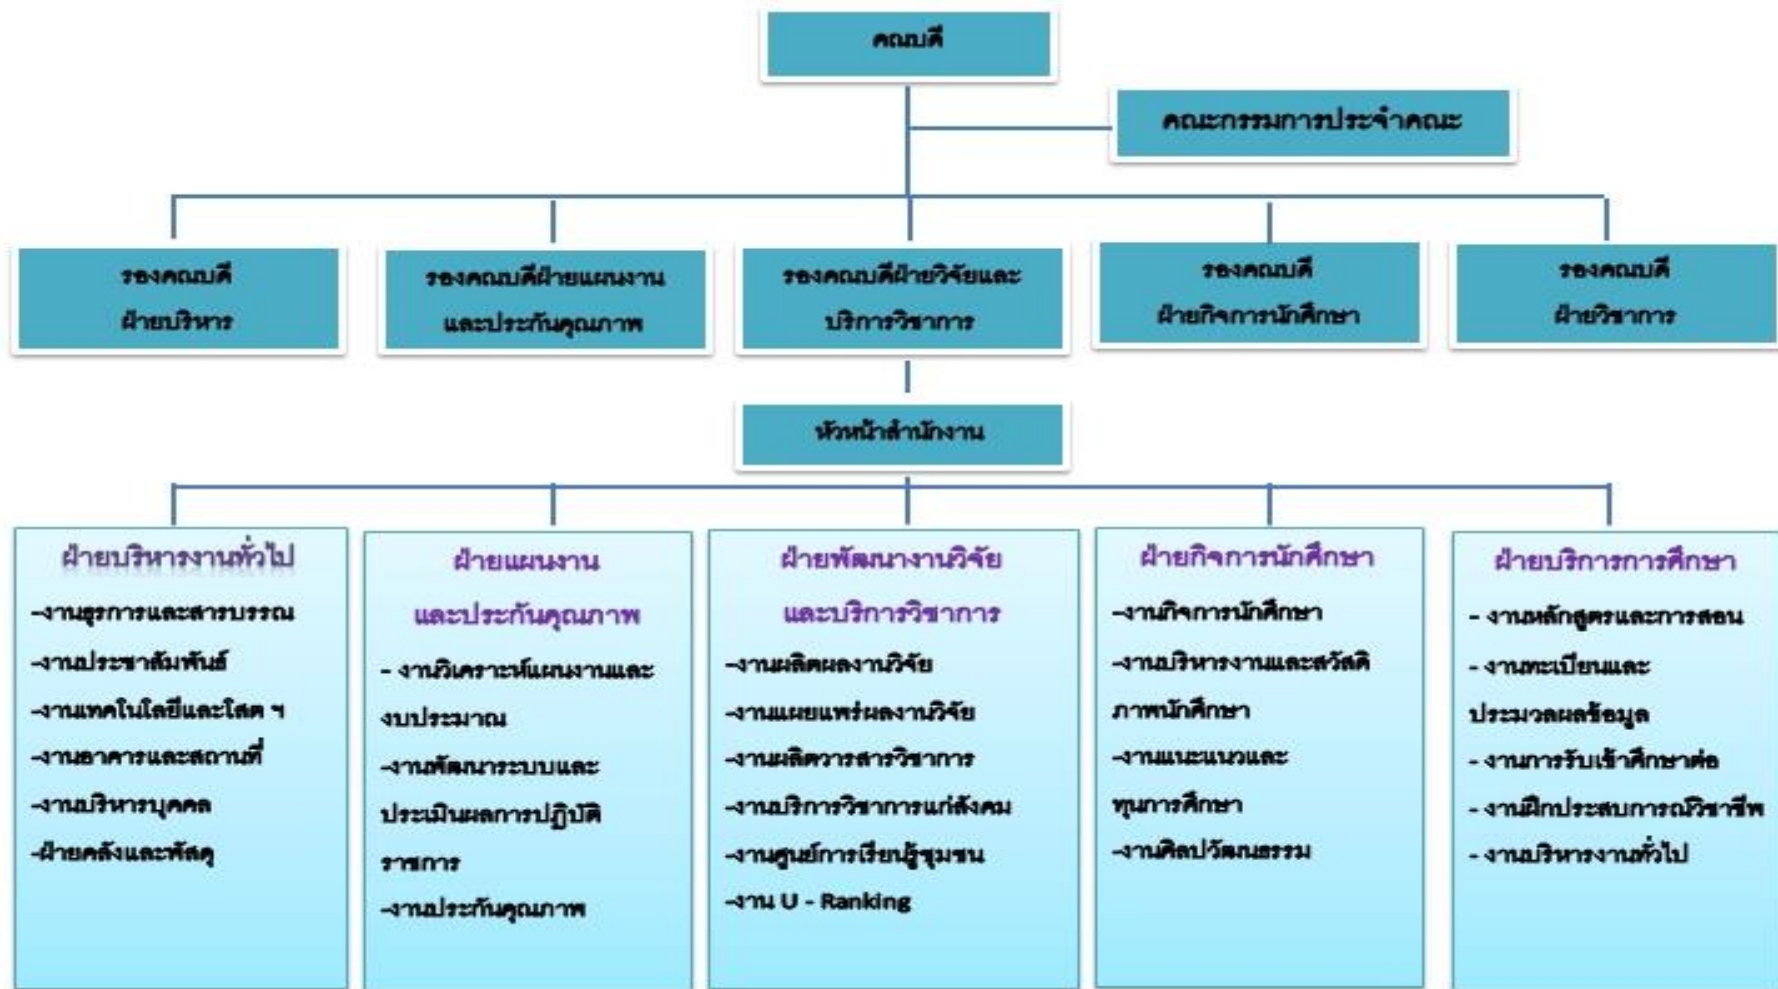 คณบดี
คณะกรรมการประจำคณะ
รองคณบดี
ฝ่ายบริหาร
รองคณบดีฝ่ายแผนงาน
และประกันคุณภาพ
รองคณบดีฝ่ายวิจัยและ
บริการวิชาการ
รองคณบดี
ฝ่ายกิจการนักศึกษา
รองคณบดี
ฝ่ายวิชาการ
หัวหน้าสำนักงาน
ฝ่ายบริหารงานทั่วไป
-งานธุรการและสารบรรณ
-งานประชาสัมพันธ์
-งานเทคโนโลยีและโสต ฯ
-งานอาคารและสถานที่
-งานบริหารบุคคล
-ฝ่ายคลังและพัสดุ
ฝ่ายแผนงาน
และประกันคุณภาพ
- งานวิเคราะห์แผนงานและ
งบประมาณ
-งานพัฒนาระบบและ
ประเมินผลการปฏิบัติ
ราชการ
-งานประกันคุณภาพ
ฝ่ายพัฒนางานวิจัย
และบริการวิชาการ
-งานผลิตผลงานวิจัย
-งานเผยแพร่ผลงานวิจัย
-งานผลิตวารสารวิชาการ
-งานบริการวิชาการแก่สังคม
-งานศูนย์การเรียนรู้ชุมชน
-งาน U - Ranking
ฝ่ายกิจการนักศึกษา
-งานกิจการนักศึกษา
-งานบริหารงานและสวัสดิ
ภาพนักศึกษา
-งานแนะแนวและ
ทุนการศึกษา
-งานศิลปวัฒนธรรม
ฝ่ายบริการการศึกษา
- งานหลักสูตรและการสอน
- งานทะเบียนและ
ประมวลผลข้อมูล
- งานการรับเข้าศึกษาต่อ
- งานฝึกประสบการณ์วิชาชีพ
- งานบริหารงานทั่วไป